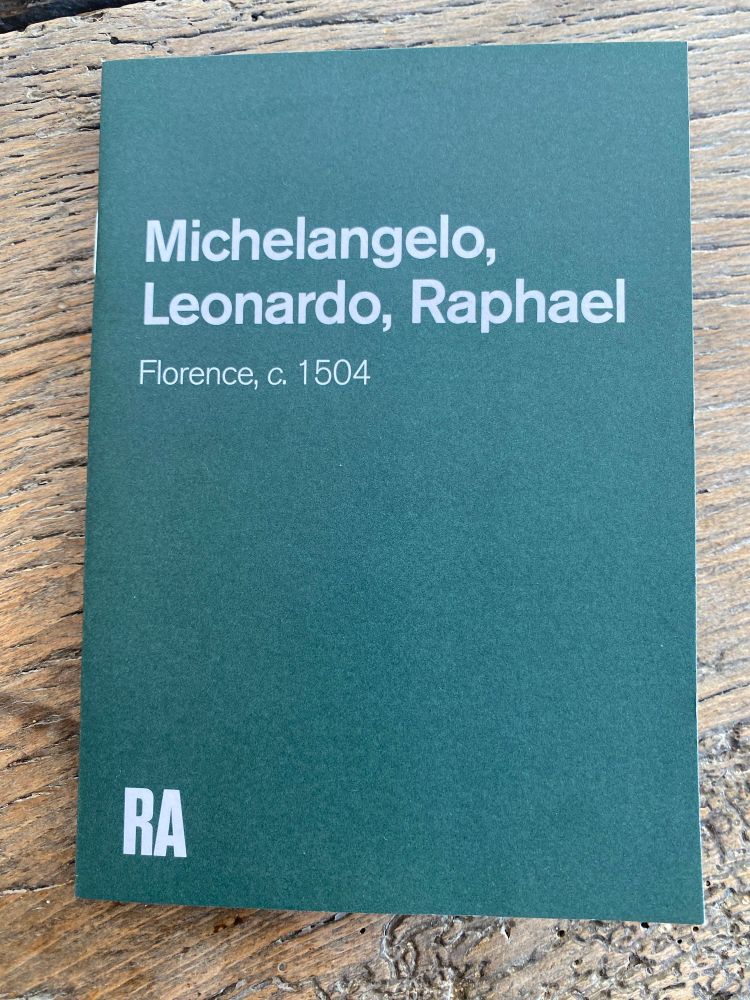 Michelangelo,
Leonardo, Raphael
Florence, c. 1504
RA